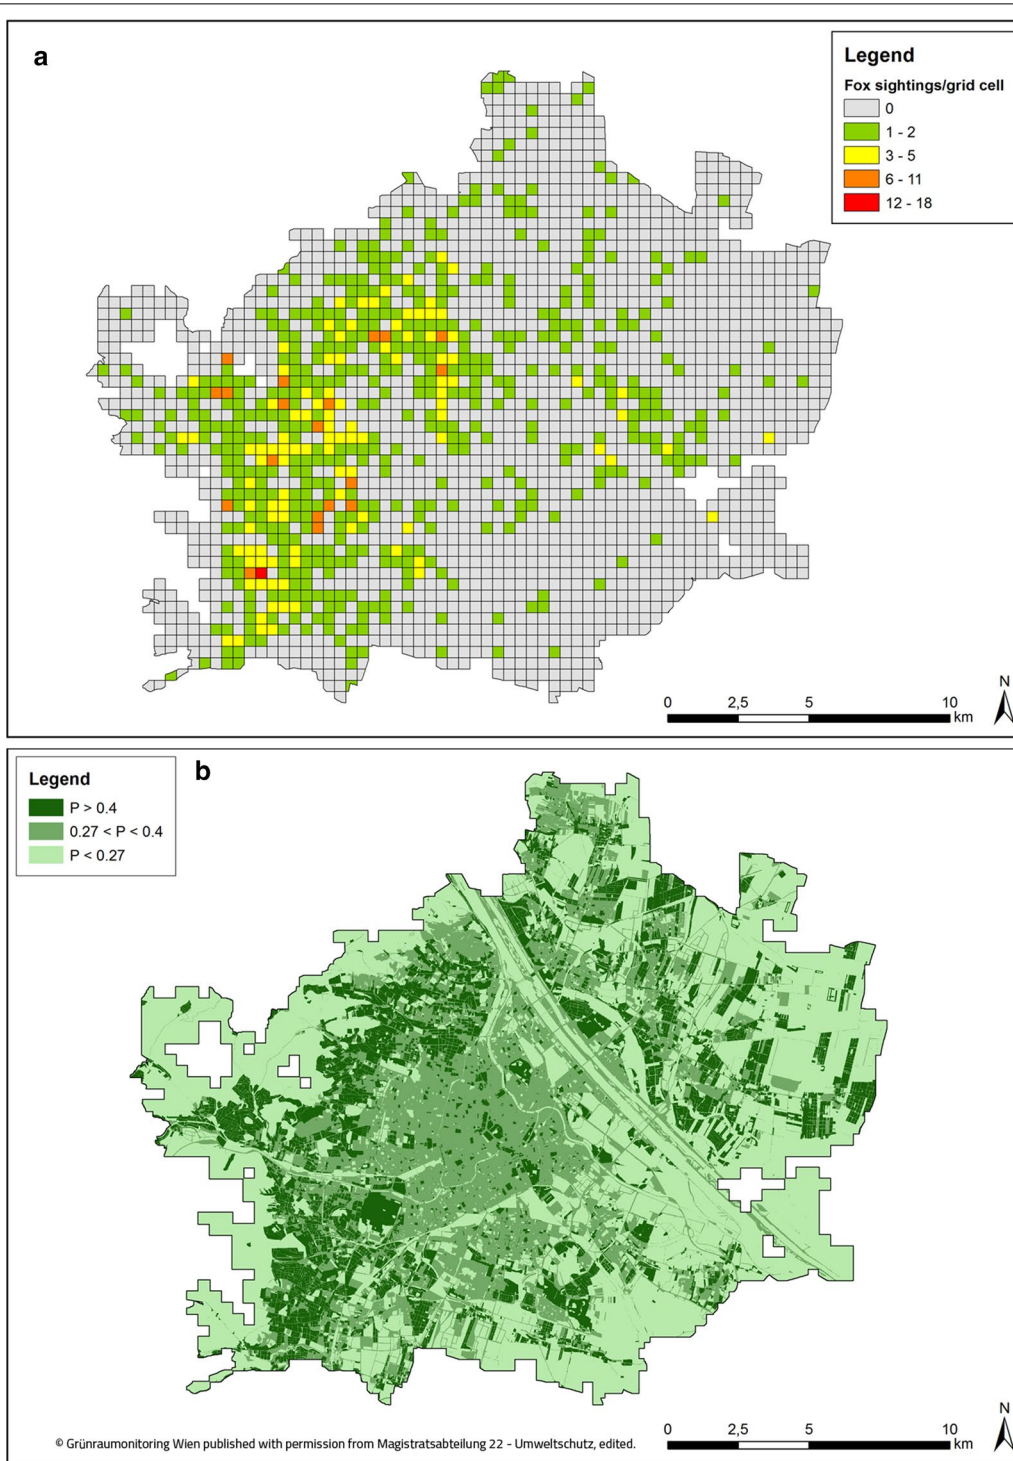 a
Legend
Fox sightings/grid cell
0
1 - 2
3 - 5
6 - 11
12 - 18
N
0 2,5 5 10
km
b
Legend
P > 0.4
0.27 < P < 0.4
P < 0.27
N
0 2,5 5 10
km
© Grünraumonitoring Wien published with permission from Magistratsabteilung 22 - Umweltschutz, edited.